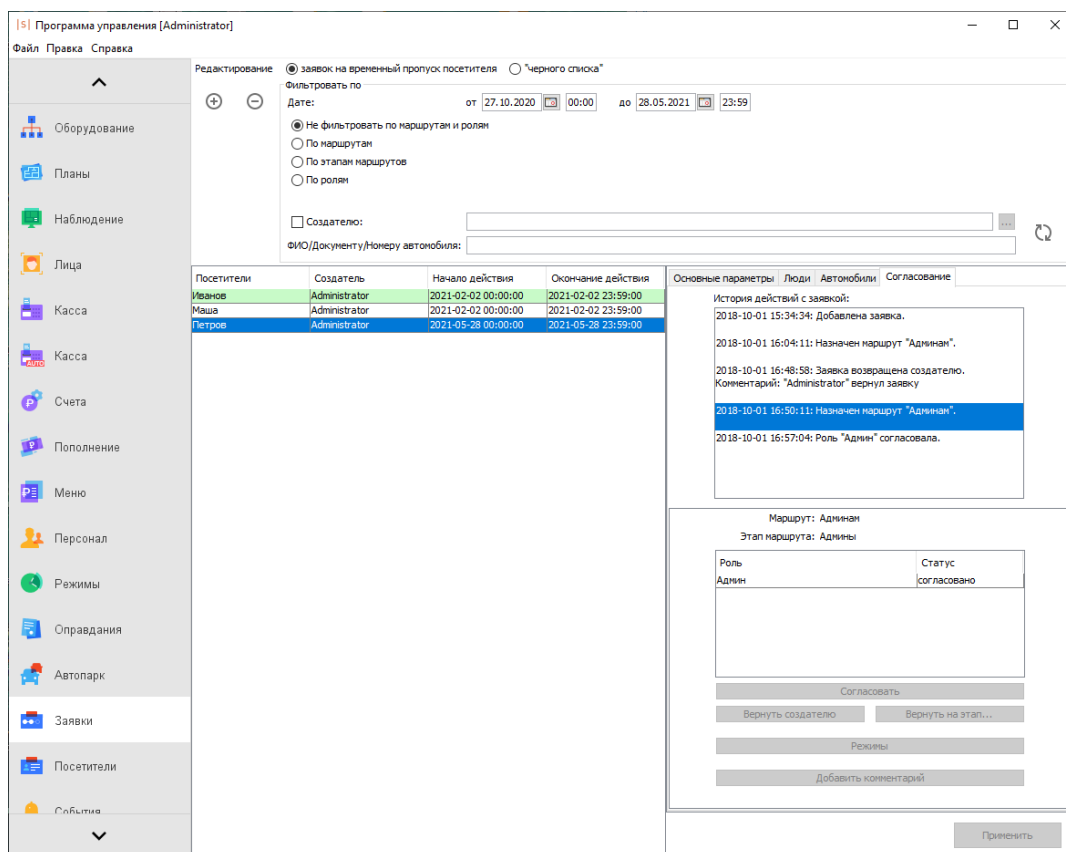 |S| Программа управления [Administrator]
Файл Правка Справка
Оборудование
Планы
Наблюдение
Лица
Касса
AUTO Касса
Счета
Пополнение
Меню
Персонал
Режимы
Оправдания
Автопарк
Заявки
Посетители
События
Редактирование заявок на временный пропуск посетителя "черного списка"
Фильтровать по
Дате: от 27.10.2020 00:00 до 28.05.2021 23:59
Не фильтровать по маршрутам и ролям
По маршрутам
По этапам маршрутов
По ролям
Создателю: ...
ФИО/Документу/Номеру автомобиля:
Посетители Создатель Начало действия Окончание действия
Иванов Administrator 2021-02-02 00:00:00 2021-02-02 23:59:00
Маша Administrator 2021-02-02 00:00:00 2021-02-02 23:59:00
Петров Administrator 2021-05-28 00:00:00 2021-05-28 23:59:00
Основные параметры Люди Автомобили Согласование
История действий с заявкой:
2018-10-01 15:34:34: Добавлена заявка.
2018-10-01 16:04:11: Назначен маршрут "Админам".
2018-10-01 16:48:58: Заявка возвращена создателю.
Комментарий: "Administrator" вернул заявку
2018-10-01 16:50:11: Назначен маршрут "Админам".
2018-10-01 16:57:04: Роль "Админ" согласовала.
Маршрут: Админам
Этап маршрута: Админы
Роль Статус
Админ согласовано
Согласовать
Вернуть создателю Вернуть на этап...
Режимы
Добавить комментарий
Применить